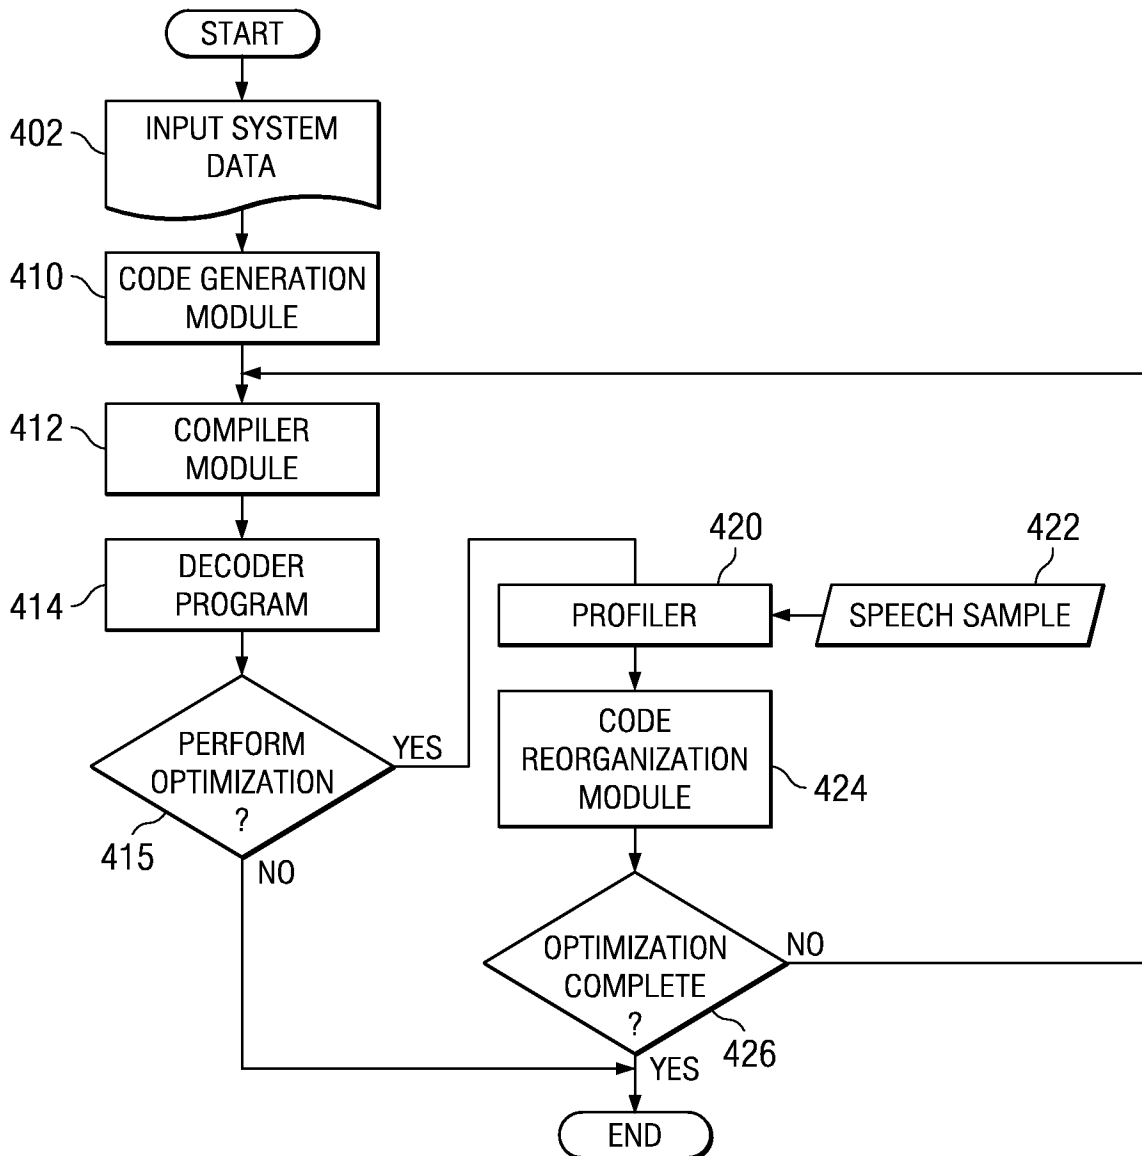 START
402
INPUT SYSTEM
DATA
410
CODE GENERATION
MODULE
412
COMPILER
MODULE
414
DECODER
PROGRAM
PERFORM
OPTIMIZATION
?
415
YES
NO
420
PROFILER
422
SPEECH SAMPLE
CODE
REORGANIZATION
MODULE
424
OPTIMIZATION
COMPLETE
?
426
NO
YES
END